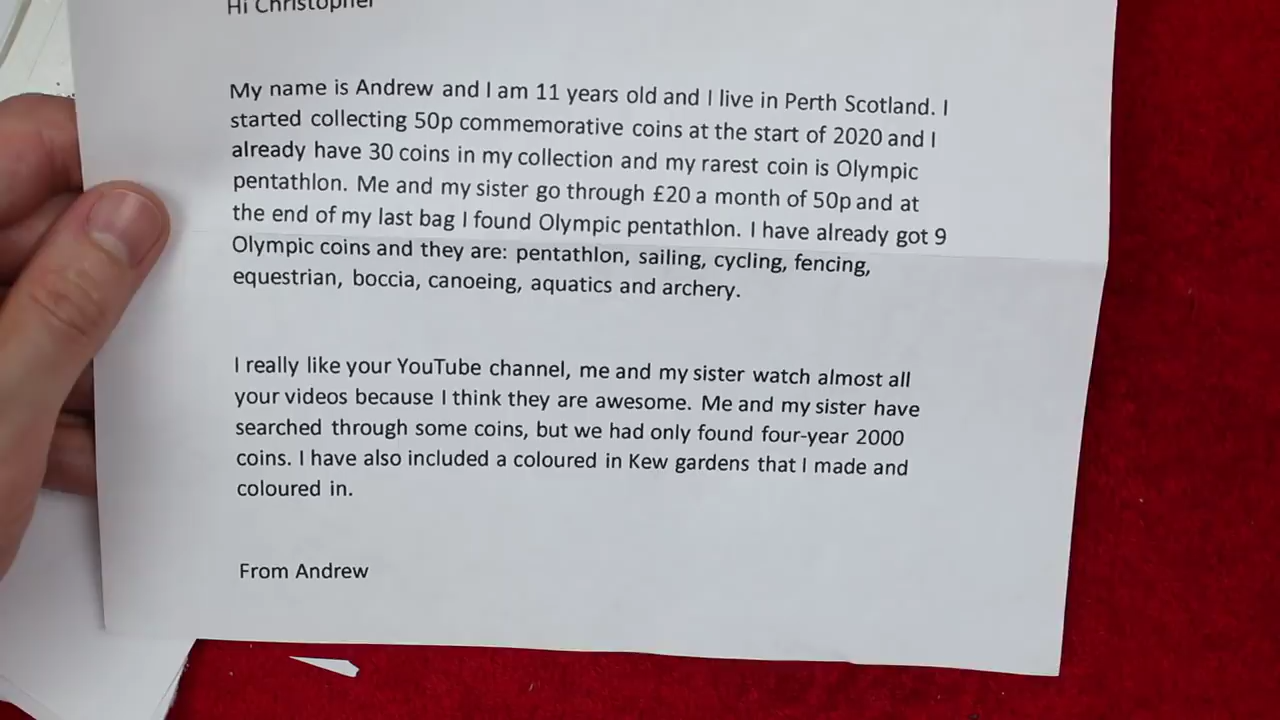 Hi Christopher
My name is Andrew and I am 11 years old and I live in Perth Scotland. I
started collecting 50p commemorative coins at the start of 2020 and I
already have 30 coins in my collection and my rarest coin is Olympic
pentathlon. Me and my sister go through £20 a month of 50p and at
the end of my last bag I found Olympic pentathlon. I have already got 9
Olympic coins and they are: pentathlon, sailing, cycling, fencing,
equestrian, boccia, canoeing, aquatics and archery.
I really like your YouTube channel, me and my sister watch almost all
your videos because I think they are awesome. Me and my sister have
searched through some coins, but we had only found four-year 2000
coins. I have also included a coloured in Kew gardens that I made and
coloured in.
From Andrew